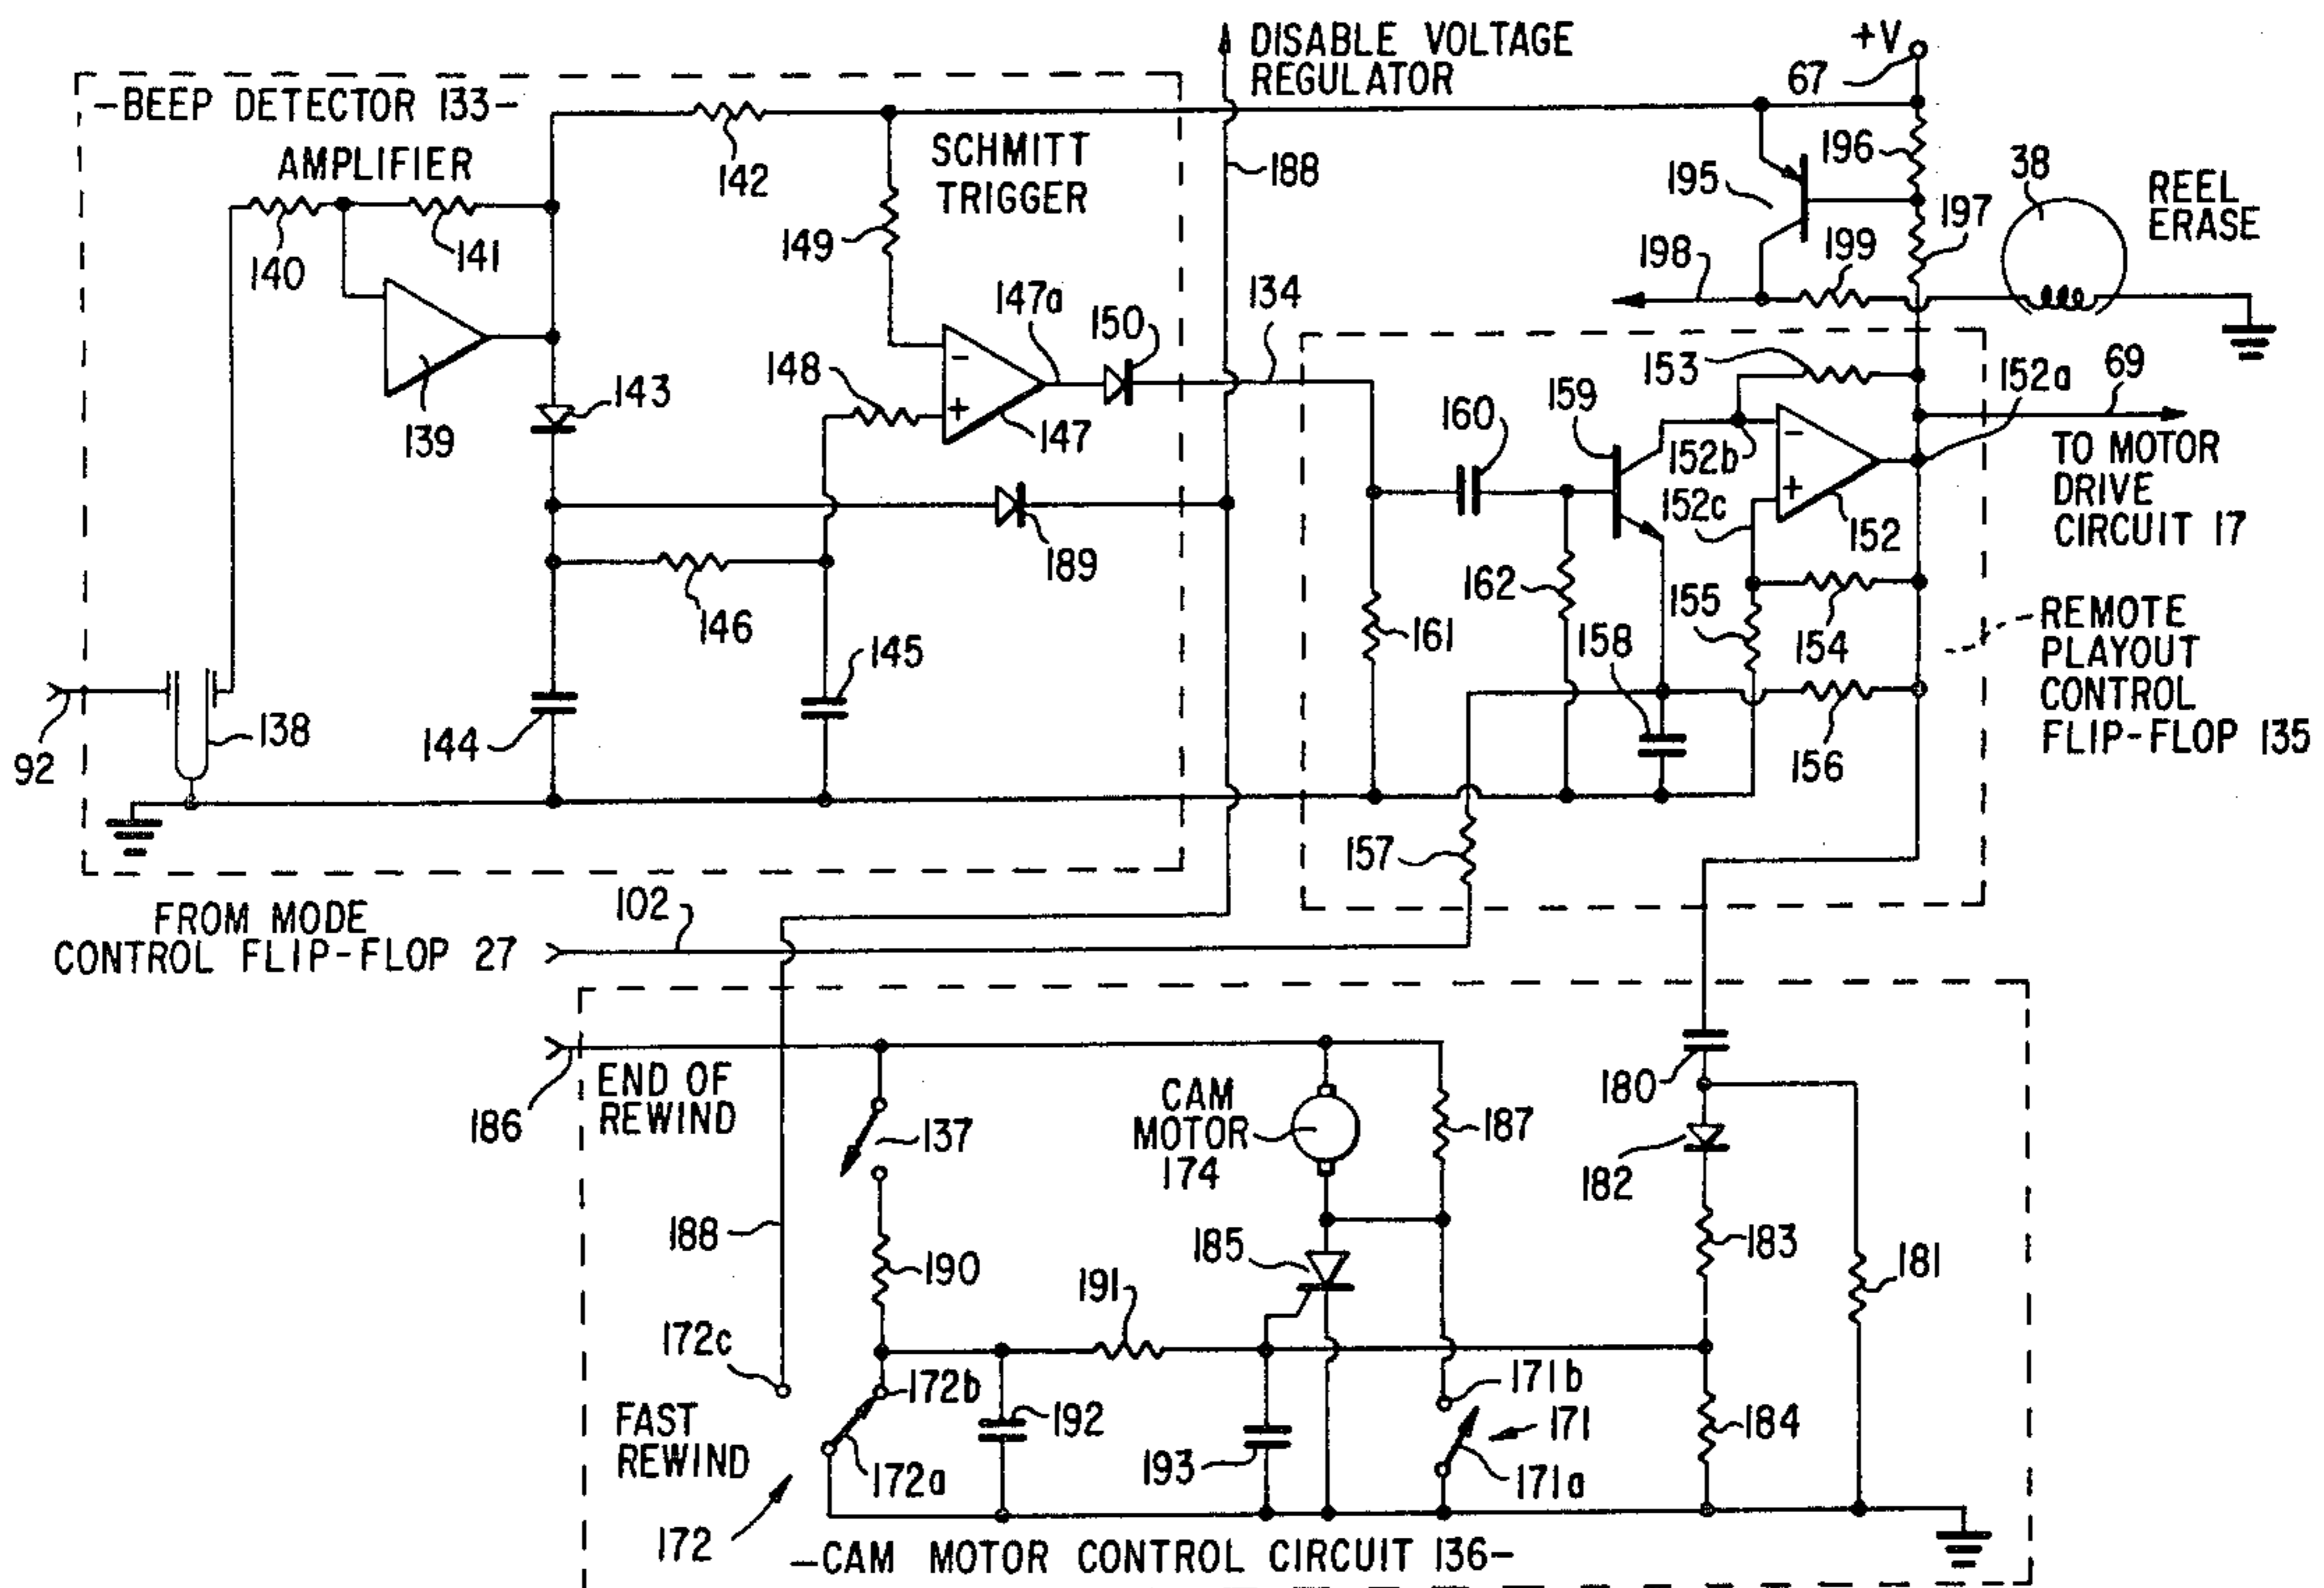 DISABLE VOLTAGE
REGULATOR
+V
67
-BEEP DETECTOR 133-
AMPLIFIER
142
SCHMITT
TRIGGER
188
195
196
38
REEL
ERASE
140
141
149
198
199
197
139
143
148
147a
150
134
147
153
152a
69
159
160
152b
152c
152
TO MOTOR
DRIVE
CIRCUIT 17
189
146
162
155
154
161
158
145
REMOTE
PLAYOUT
CONTROL
FLIP-FLOP 135
92
138
144
156
157
FROM MODE
CONTROL FLIP-FLOP 27
102
186
END OF
REWIND
137
CAM
MOTOR
174
187
180
182
188
190
185
183
181
191
172c
172b
171b
FAST
REWIND
192
171
184
172a
193
171a
172
-CAM MOTOR CONTROL CIRCUIT 136-